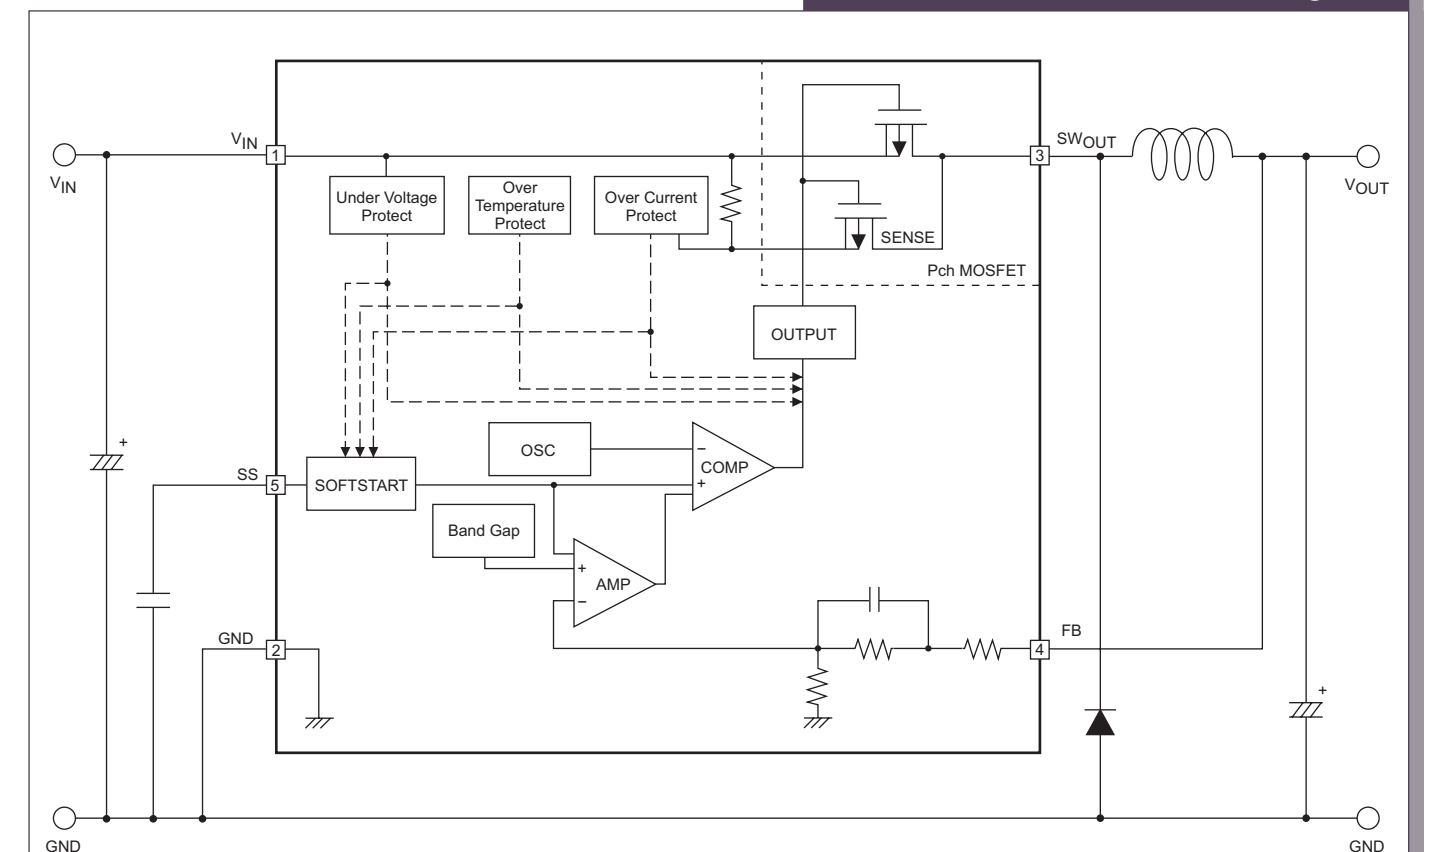 VIN
1
VIN
SWOUT
3
VOUT
Under Voltage
Protect
Over
Temperature
Protect
Over Current
Protect
SENSE
Pch MOSFET
OUTPUT
+
OSC
−
COMP
+
SS
5
SOFTSTART
Band Gap
+
AMP
−
GND
2
FB
4
+
GND
GND